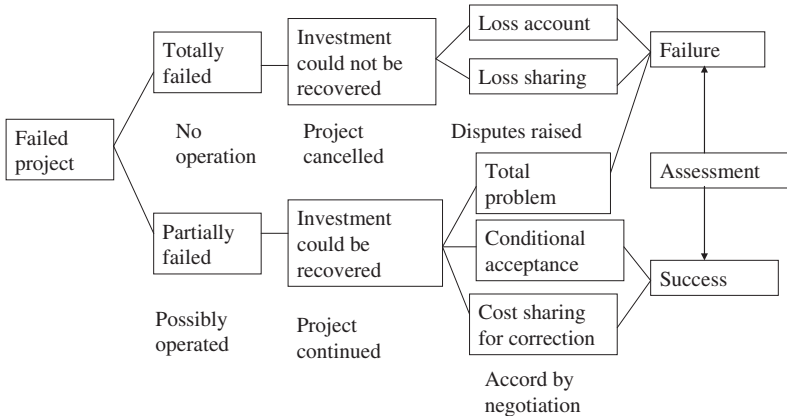 Failed
project
Totally
failed
No
operation
Partially
failed
Possibly
operated
Investment
could not be
recovered
Project
cancelled
Investment
could be
recovered
Project
continued
Loss account
Loss sharing
Disputes raised
Total
problem
Conditional
acceptance
Cost sharing
for correction
Accord by
negotiation
Failure
Assessment
Success